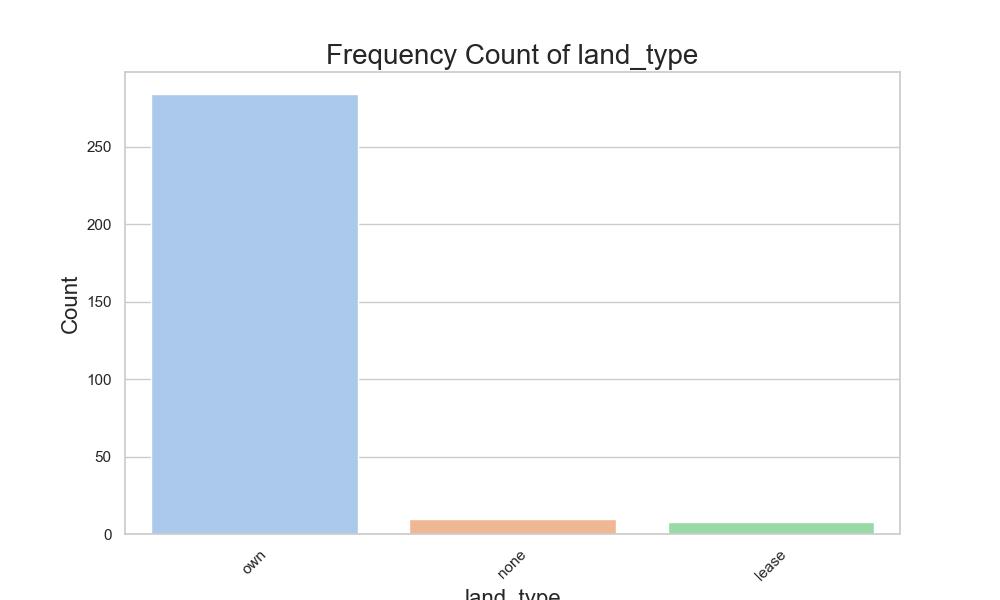 Frequency Count of land_type
Count
250
200
150
100
50
0
own
none
lease
land_type